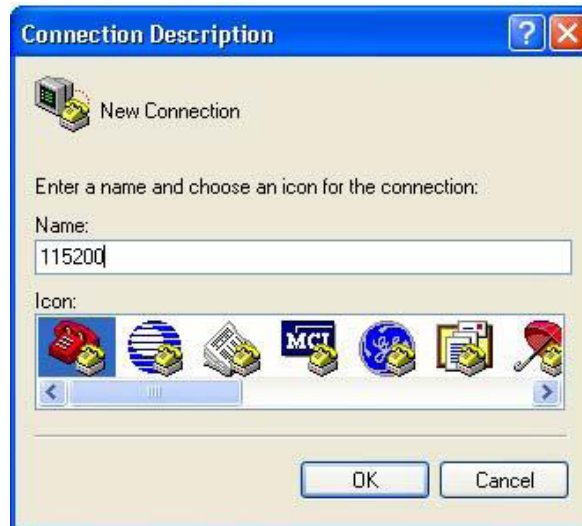 Connection Description
New Connection
Enter a name and choose an icon for the connection:
Name:
115200
Icon:
MCI
OK Cancel